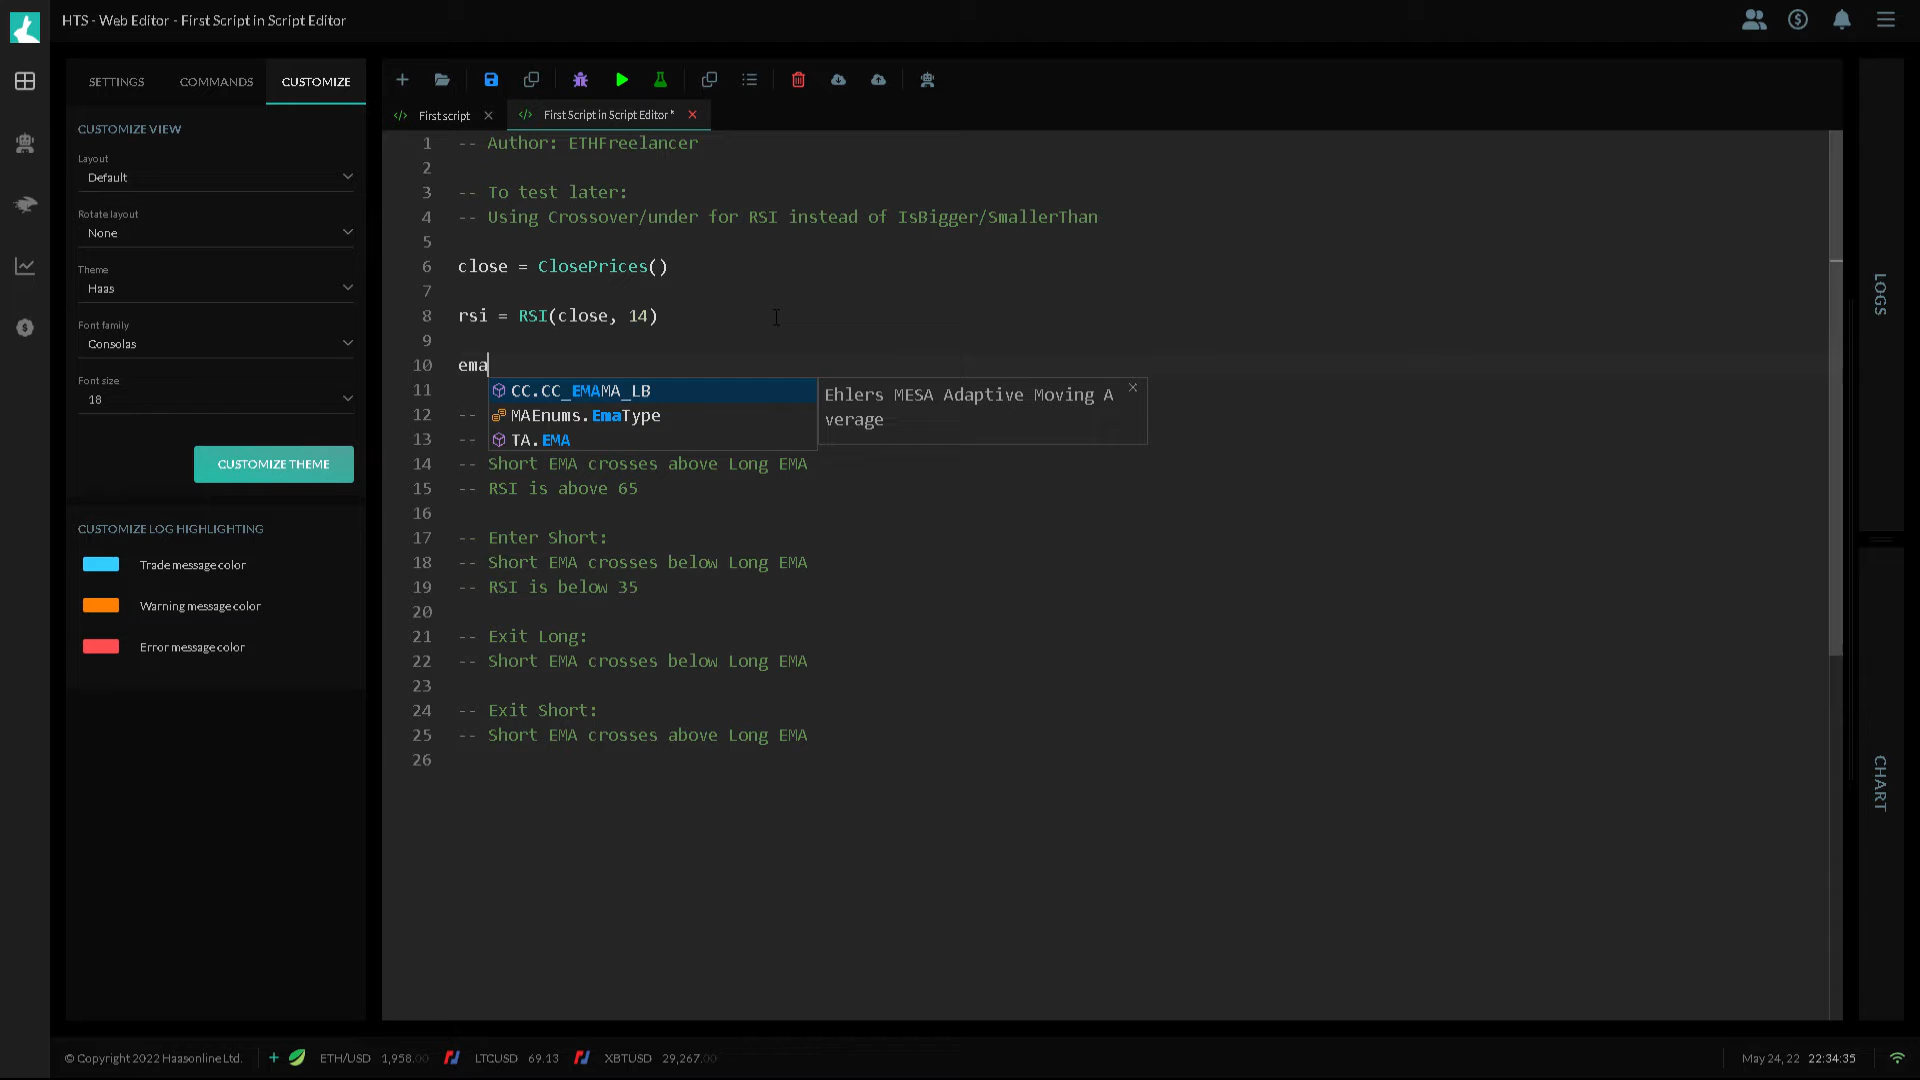 HTS - Web Editor - First Script in Script Editor
SETTINGS COMMANDS CUSTOMIZE
CUSTOMIZE VIEW
Layout
Default
Rotate layout
None
Theme
Haas
Font family
Consolas
Font size
18
CUSTOMIZE THEME
CUSTOMIZE LOG HIGHLIGHTING
Trade message color
Warning message color
Error message color
First script
First Script in Script Editor *
1 -- Author: ETHFreelancer
2
3 -- To test later:
4 -- Using Crossover/under for RSI instead of IsBigger/SmallerThan
5
6 close = ClosePrices()
7
8 rsi = RSI(close, 14)
9
10 ema
11 CC.CC_EMAMA_LB
12 -- MAEnums.EmaType
13 -- TA.EMA
Ehlers MESA Adaptive Moving A
verage
14 -- Short EMA crosses above Long EMA
15 -- RSI is above 65
16
17 -- Enter Short:
18 -- Short EMA crosses below Long EMA
19 -- RSI is below 35
20
21 -- Exit Long:
22 -- Short EMA crosses below Long EMA
23
24 -- Exit Short:
25 -- Short EMA crosses above Long EMA
26
LOGS
CHART
© Copyright 2022 Haasonline Ltd.
ETH/USD 1,958.00
LTCUSD 69.13
XBTUSD 29,267.00
May 24, 22 22:34:35